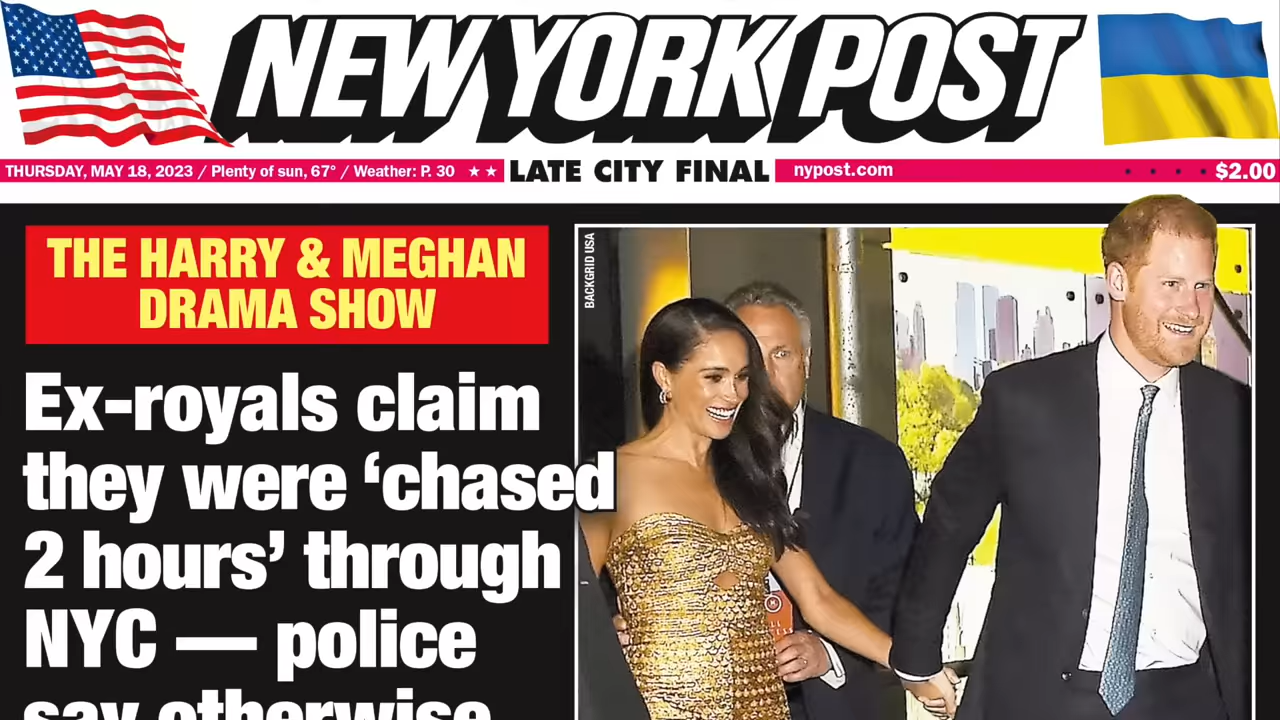 NEW YORK POST
THURSDAY, MAY 18, 2023 / Plenty of sun, 67° / Weather: P. 30 ★ ★ LATE CITY FINAL nypost.com $2.00
THE HARRY & MEGHAN
DRAMA SHOW
BACKGRID USA
Ex-royals claim
they were ‘chased
2 hours’ through
NYC — police
say otherwise